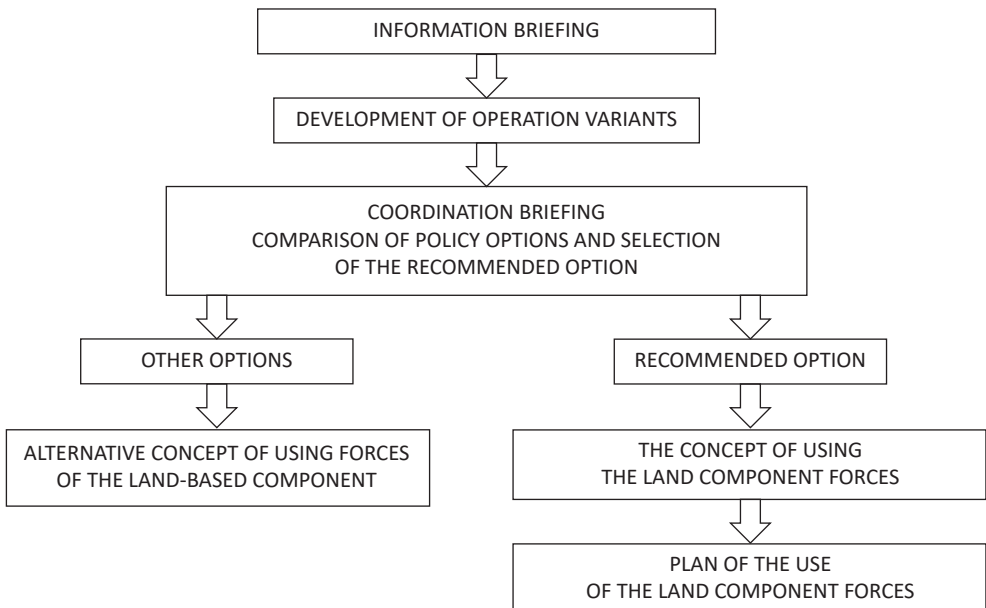 INFORMATION BRIEFING
DEVELOPMENT OF OPERATION VARIANTS
COORDINATION BRIEFING
COMPARISON OF POLICY OPTIONS AND SELECTION
OF THE RECOMMENDED OPTION
OTHER OPTIONS
RECOMMENDED OPTION
ALTERNATIVE CONCEPT OF USING FORCES
OF THE LAND-BASED COMPONENT
THE CONCEPT OF USING
THE LAND COMPONENT FORCES
PLAN OF THE USE
OF THE LAND COMPONENT FORCES